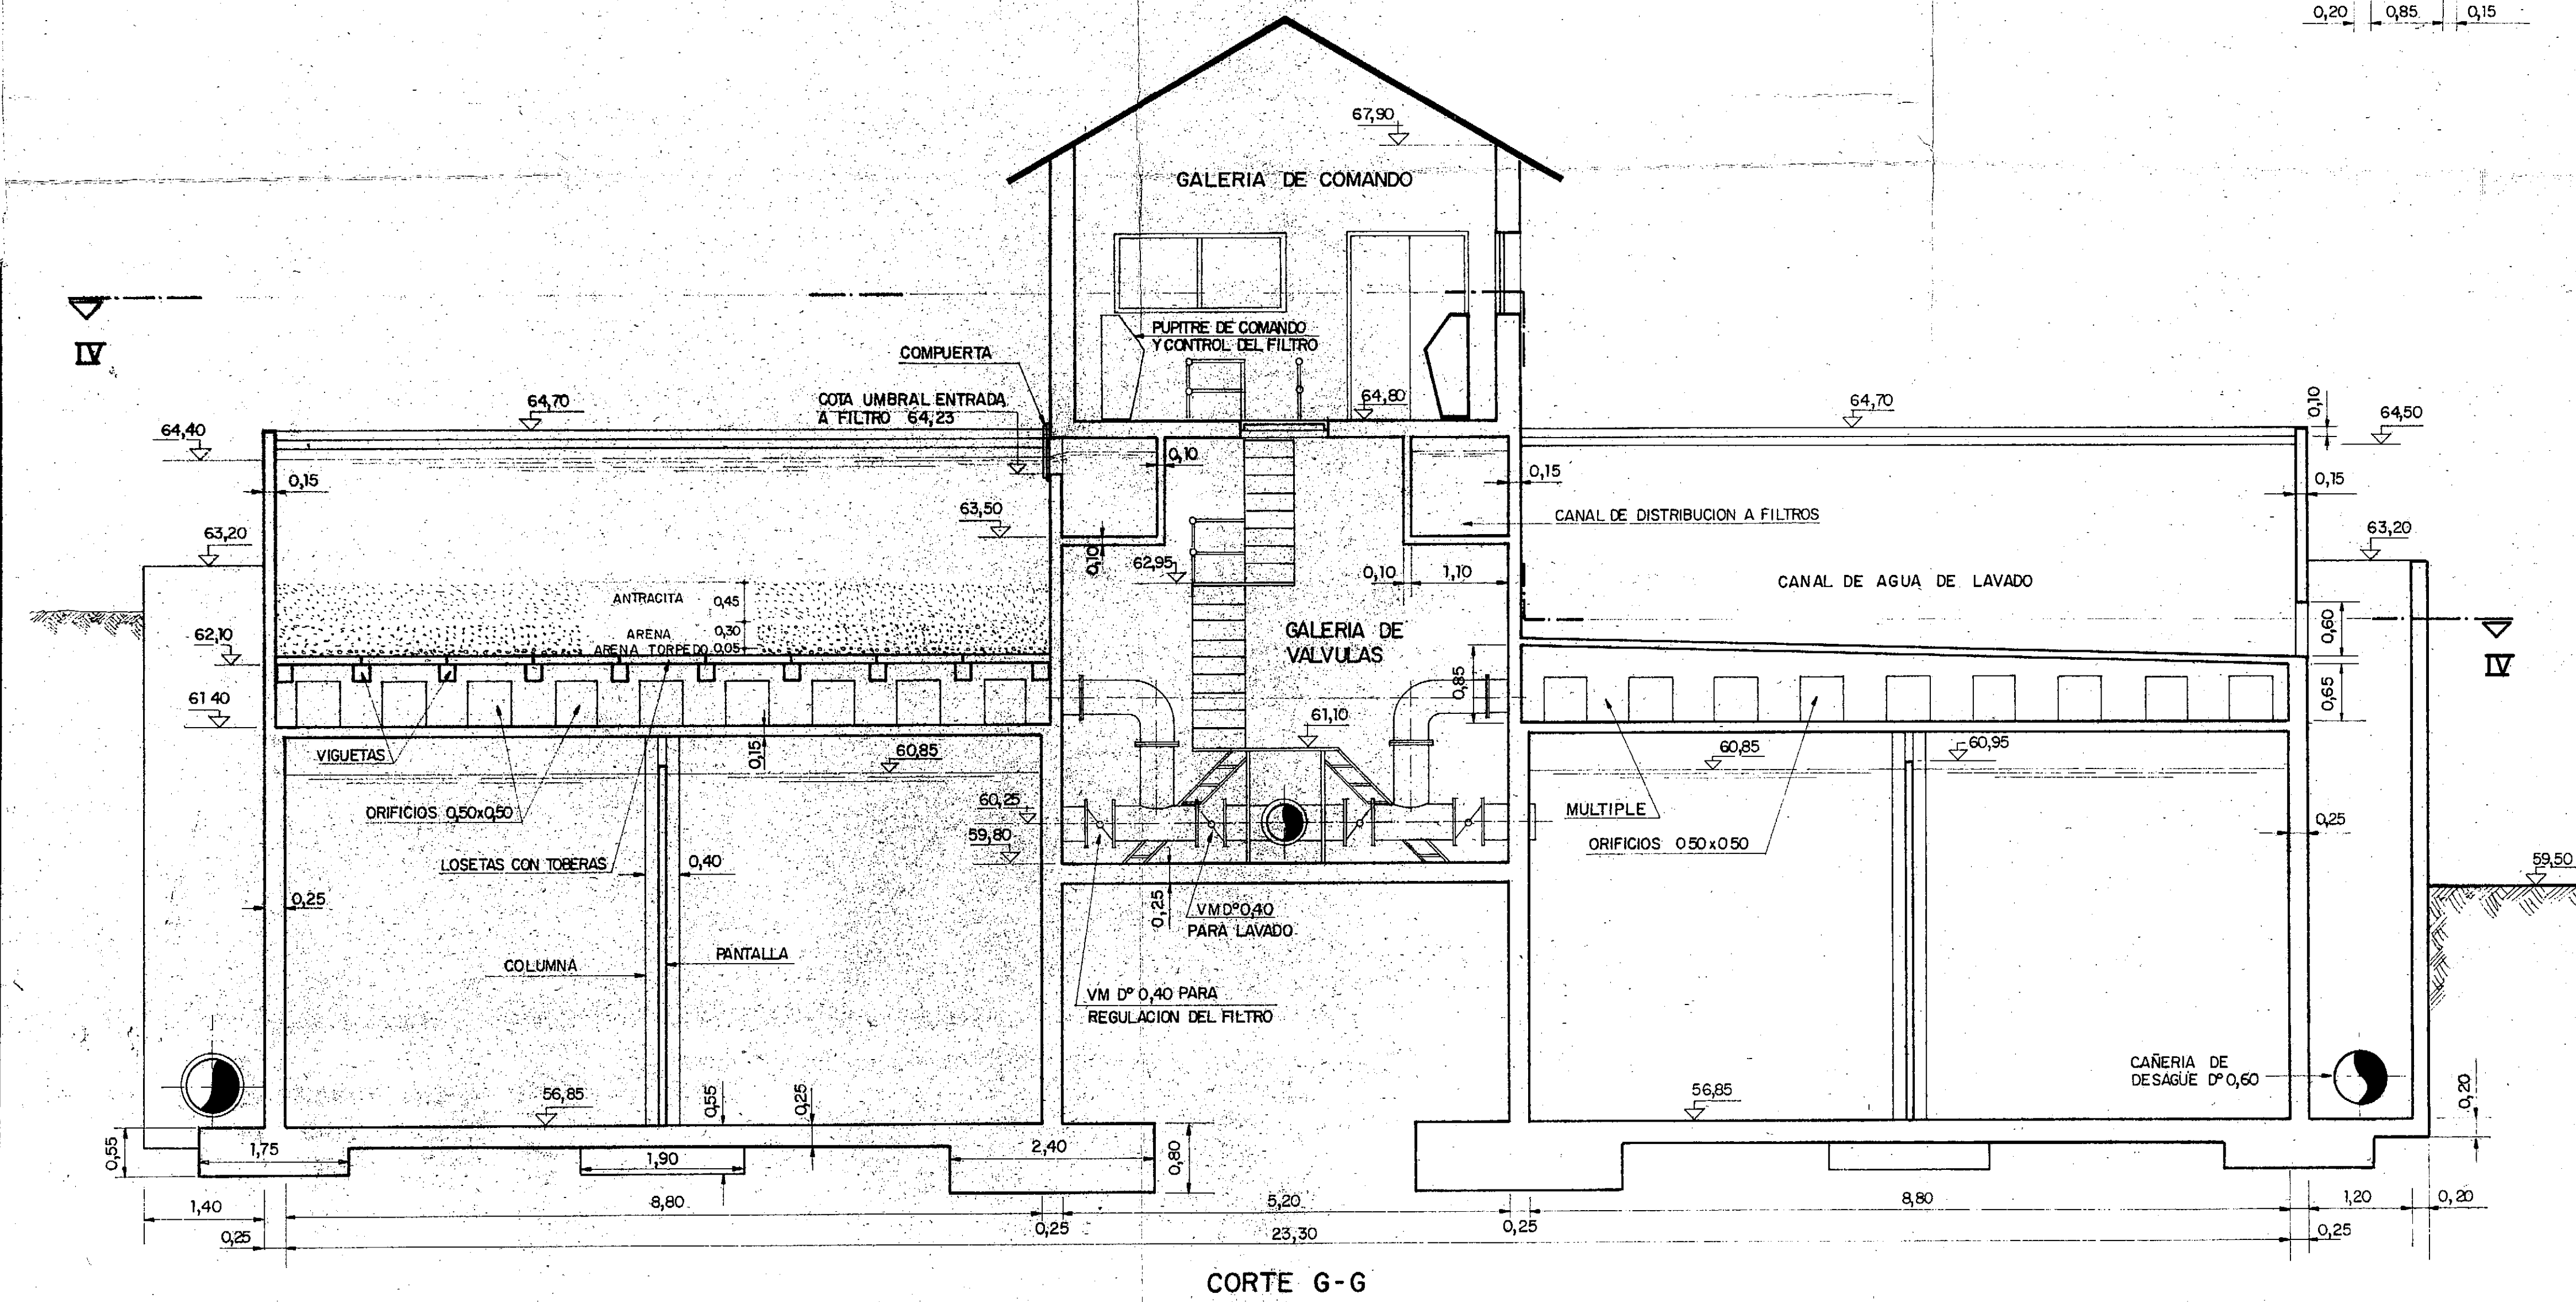 0,20 0,85 0,15
67,90
GALERIA DE COMANDO
PUPITRE DE COMANDO
Y CONTROL DEL FILTRO
IV
COMPUERTA
COTA UMBRAL ENTRADA
A FILTRO 64,23
64,70
64,40
64,80
64,70
0,10
64,50
0,15
0,10
0,15
0,15
63,50
CANAL DE DISTRIBUCION A FILTROS
63,20
63,20
0,10
62,95
0,10 1,10
CANAL DE AGUA DE LAVADO
ANTRACITA 0,45
ARENA 0,30
ARENA TORPEDO 0,05
62,10
GALERIA DE
VALVULAS
0,60
IV
0,85
0,65
61 40
61,10
VIGUETAS
0,15
60,85
60,85
60,95
ORIFICIOS 0,50x0,50
60,25
59,80
MULTIPLE
ORIFICIOS 0 50 x 0 50
0,25
LOSETAS CON TOBERAS
0,40
59,50
0,25
0,25
VM D° 0,40
PARA LAVADO
COLUMNA
PANTALLA
VM D° 0,40 PARA
REGULACION DEL FILTRO
CAÑERIA DE
DESAGÜE D° 0,60
56,85
0,55
0,25
56,85
0,20
0,55
1,75
1,90
2,40
0,80
1,40
8,80
5,20
8,80
1,20
0,20
0,25
0,25
23,30
0,25
0,25
CORTE G-G